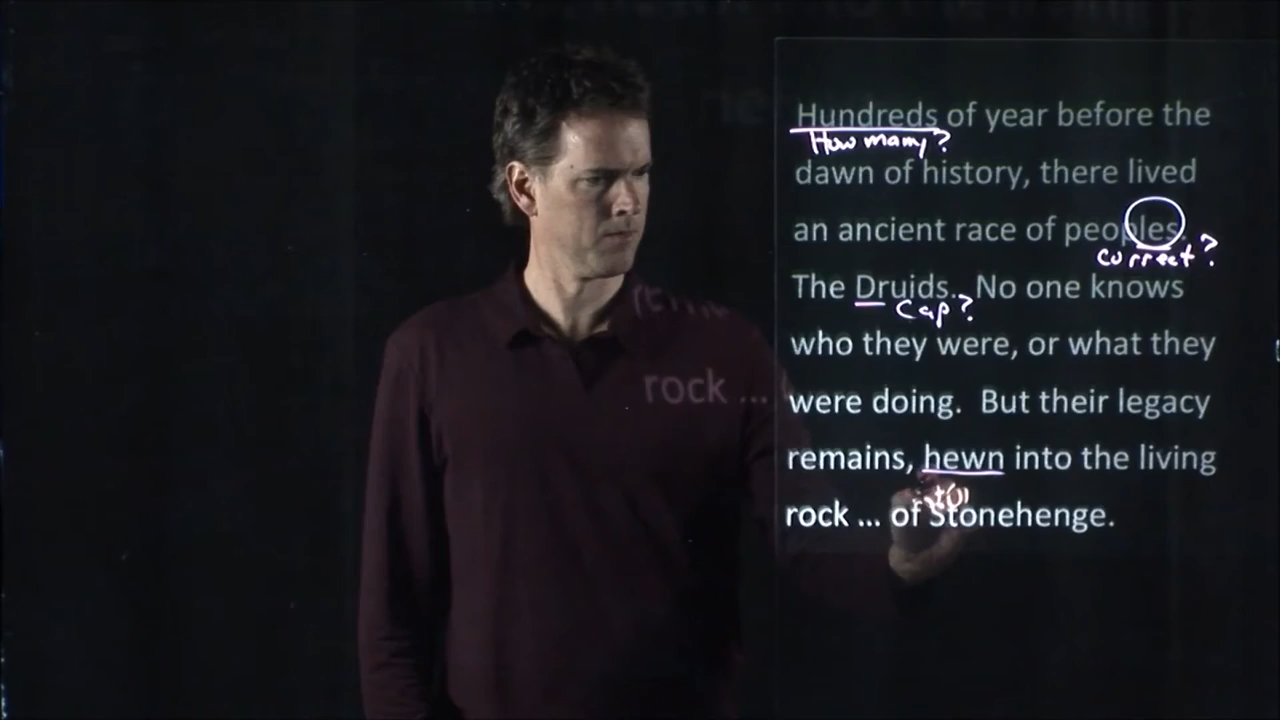 Hundreds of year before the
How many?
dawn of history, there lived
an ancient race of peoples.
correct?
The Druids. No one knows
Cap?
who they were, or what they
were doing. But their legacy
remains, hewn into the living
rock ... of Stonehenge.
rock ...